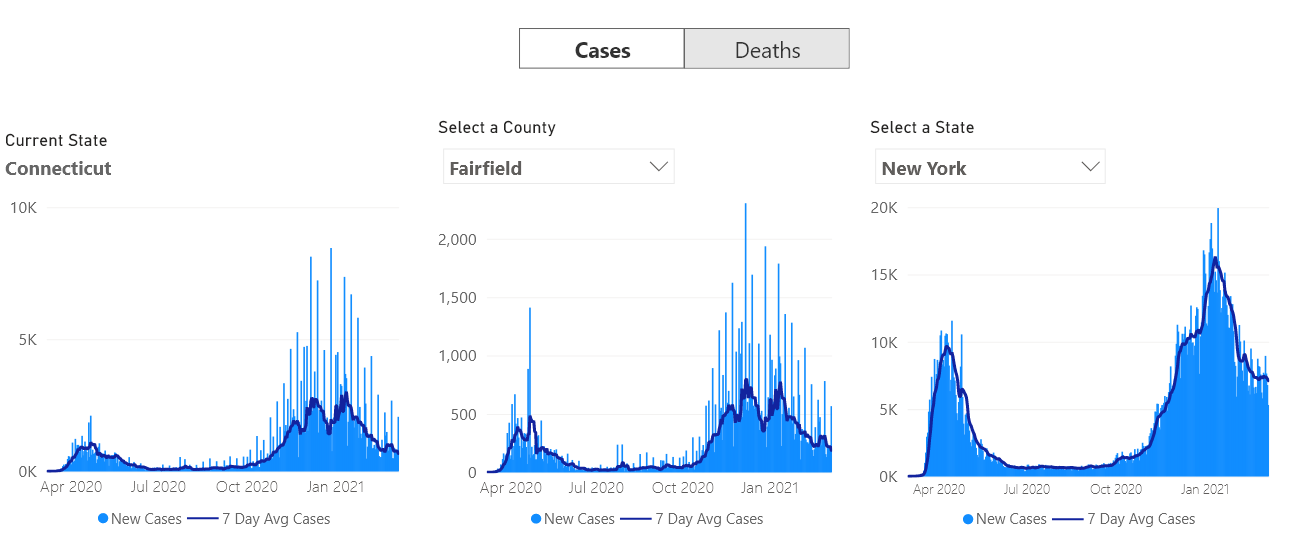 Cases Deaths
Current State
Connecticut
10K
5K
0K
Apr 2020 Jul 2020 Oct 2020 Jan 2021
New Cases 7 Day Avg Cases
Select a County
Fairfield
2,000
1,500
1,000
500
0
Apr 2020 Jul 2020 Oct 2020 Jan 2021
New Cases 7 Day Avg Cases
Select a State
New York
20K
15K
10K
5K
0K
Apr 2020 Jul 2020 Oct 2020 Jan 2021
New Cases 7 Day Avg Cases